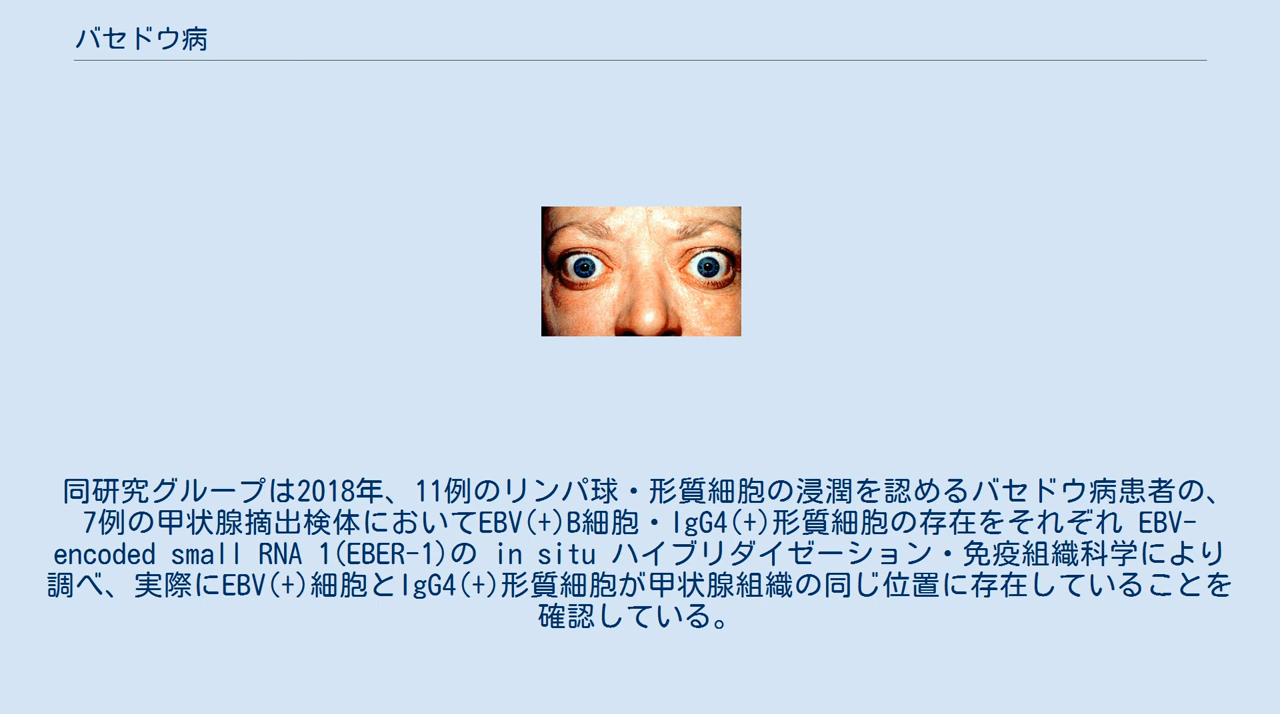 バセドウ病
同研究グループは2018年、11例のリンパ球・形質細胞の浸潤を認めるバセドウ病患者の、
7例の甲状腺摘出検体においてEBV(+)B細胞・IgG4(+)形質細胞の存在をそれぞれ EBV-
encoded small RNA 1(EBER-1)の in situ ハイブリダイゼーション・免疫組織科学により
調べ、実際にEBV(+)細胞とIgG4(+)形質細胞が甲状腺組織の同じ位置に存在していることを
確認している。